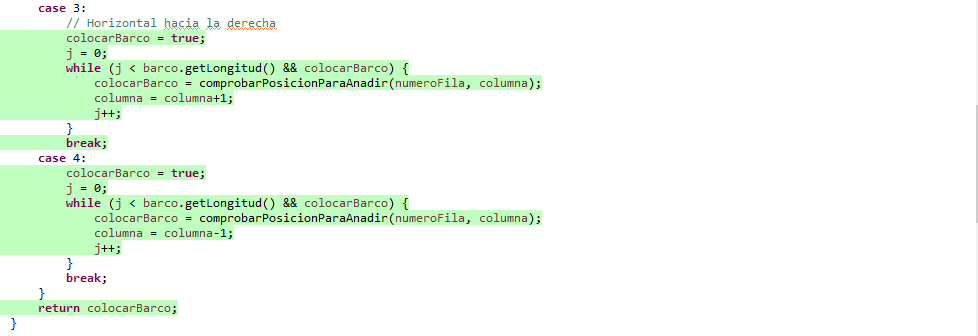 case 3:
// Horizontal hacia la derecha
colocarBarco = true;
j = 0;
while (j < barco.getLongitud() && colocarBarco) {
colocarBarco = comprobarPosicionParaAnadir(numeroFila, columna);
columna = columna+1;
j++;
}
break;
case 4:
colocarBarco = true;
j = 0;
while (j < barco.getLongitud() && colocarBarco) {
colocarBarco = comprobarPosicionParaAnadir(numeroFila, columna);
columna = columna-1;
j++;
}
break;
}
return colocarBarco;
}